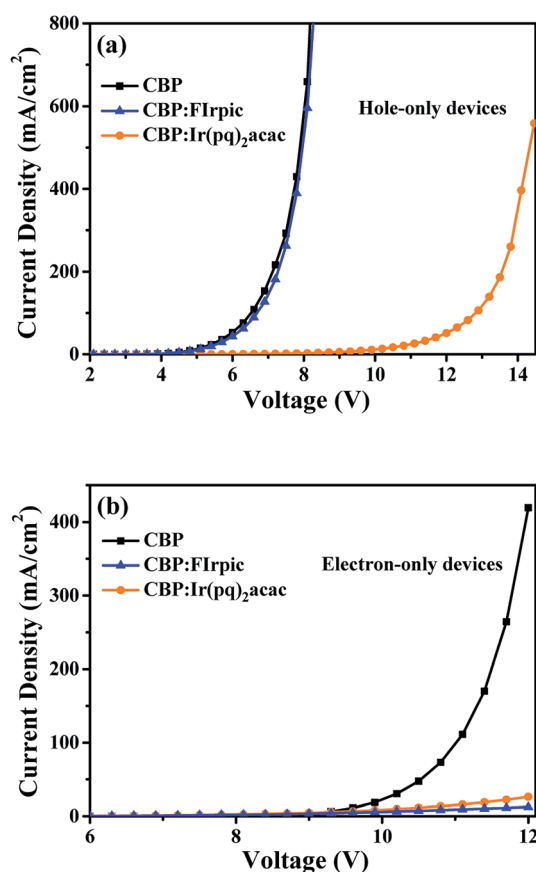 (a)
CBP
CBP:FIrpic
CBP:Ir(pq)₂acac
Hole-only devices
Current Density (mA/cm²)
800
600
400
200
0
2 4 6 8 10 12 14
Voltage (V)
(b)
CBP
CBP:FIrpic
CBP:Ir(pq)₂acac
Electron-only devices
Current Density (mA/cm²)
400
300
200
100
0
6 8 10 12
Voltage (V)